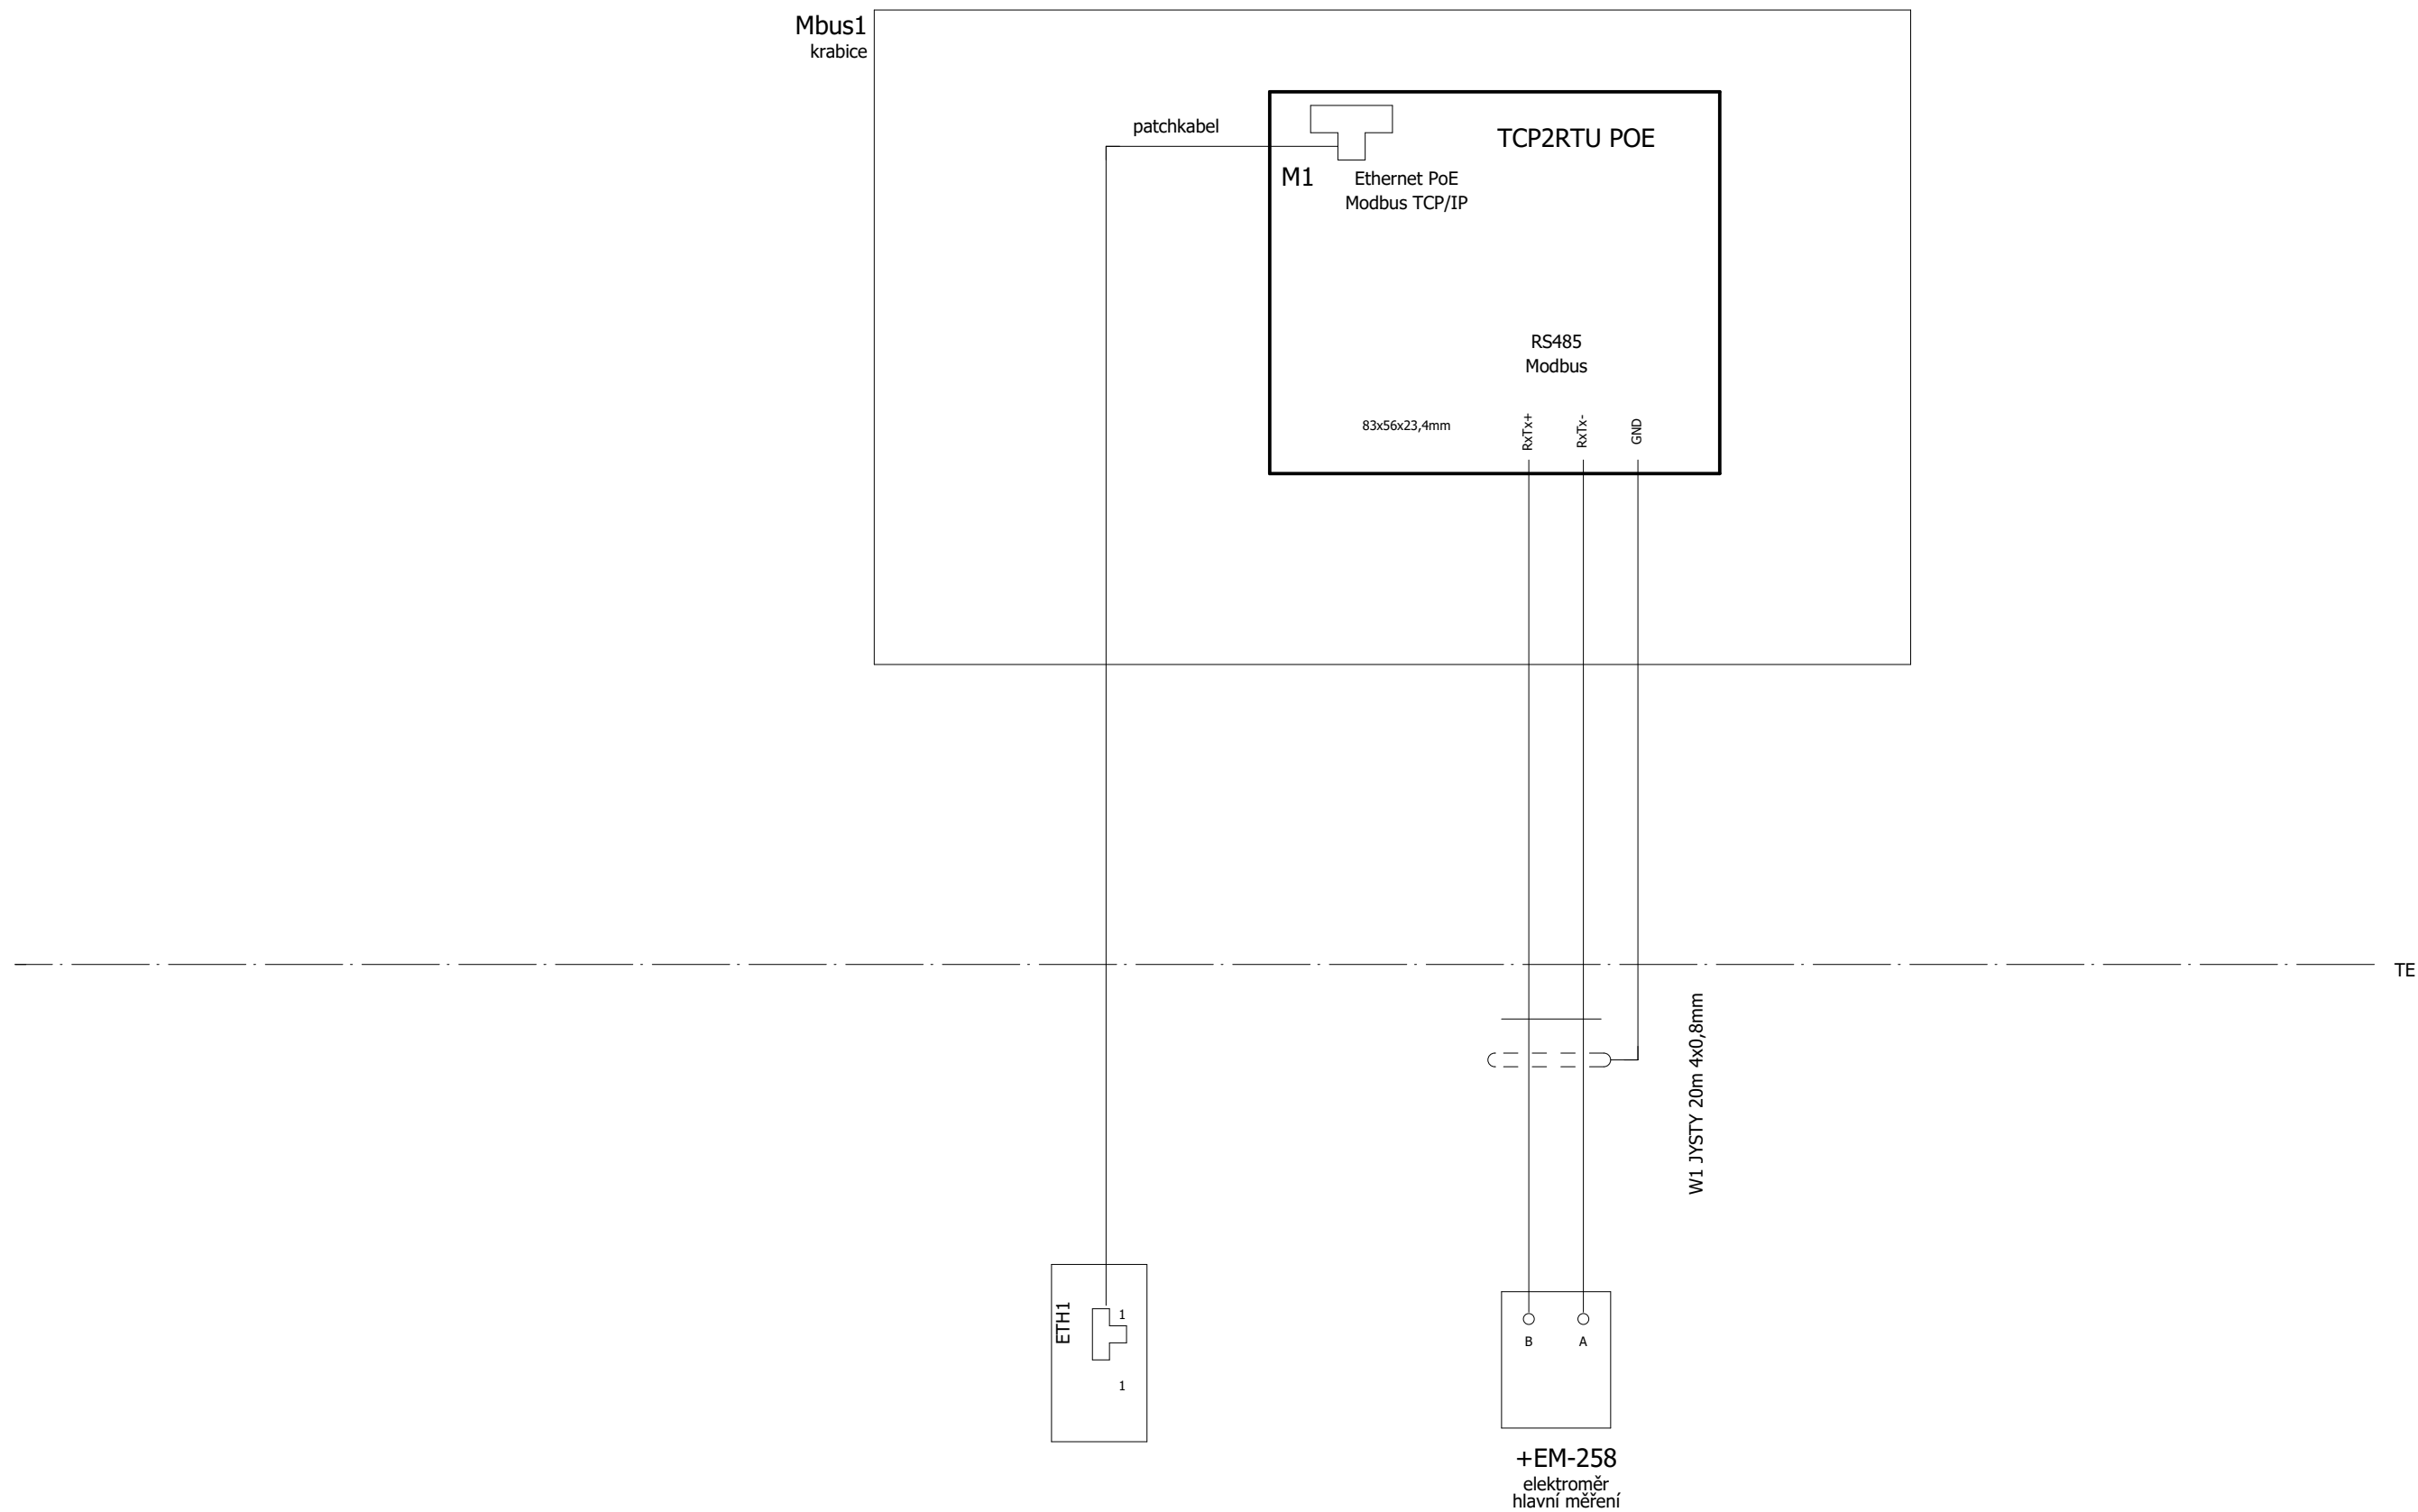 Mbus1
krabice
patchkabel
TCP2RTU POE
M1
Ethernet PoE
Modbus TCP/IP
RS485
Modbus
83x56x23,4mm
RxTx+
RxTx-
GND
TE
W1 JYSTY 20m 4x0,8mm
ETH1
1
1
B
A
+EM-258
elektroměr
hlavní měření